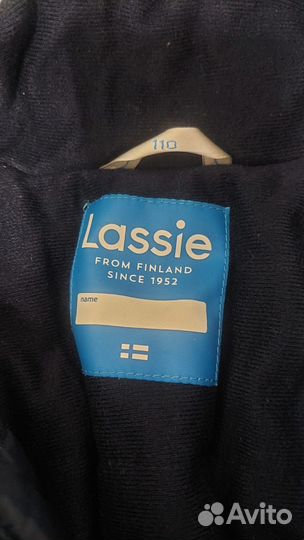 110
Lassie
FROM FINLAND
SINCE 1952
name
Avito